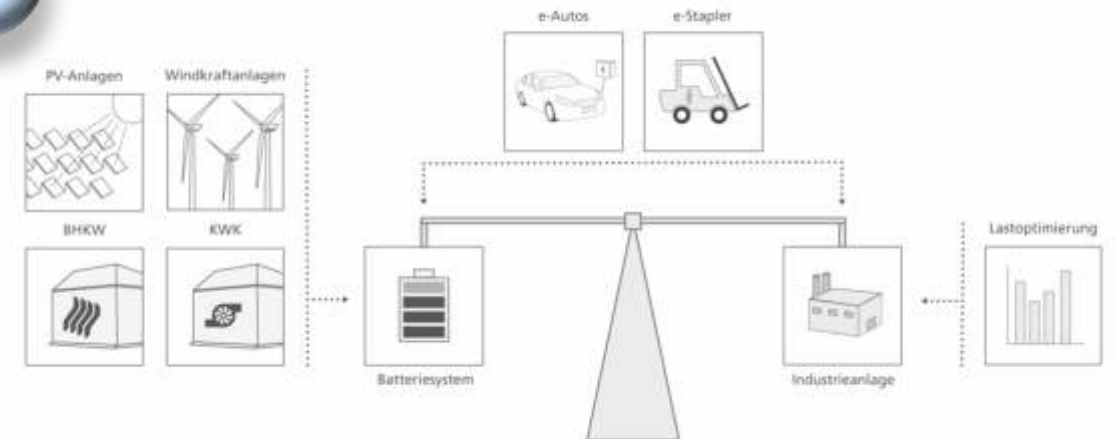 e-Autos
e-Stapler
PV-Anlagen
Windkraftanlagen
BHKW
KWK
Lastoptimierung
Batteriesystem
Industrieanlage